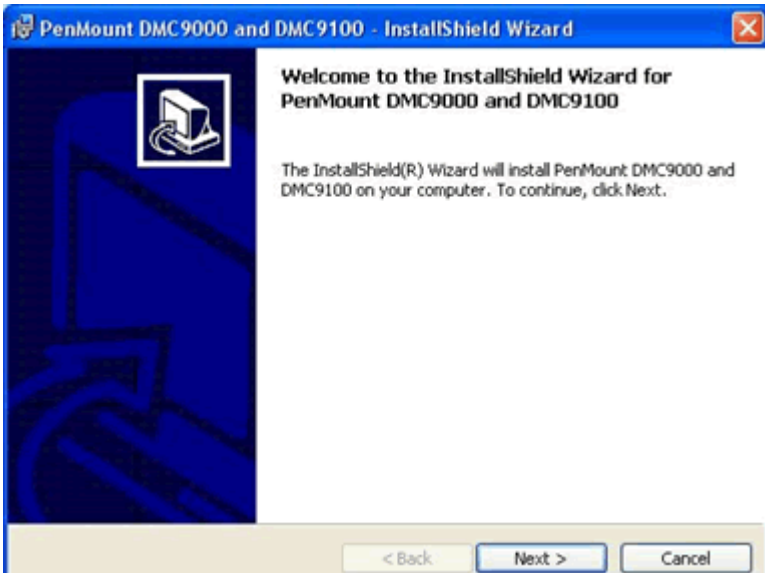 PenMount DMC9000 and DMC9100 - InstallShield Wizard
Welcome to the InstallShield Wizard for
PenMount DMC9000 and DMC9100
The InstallShield(R) Wizard will install PenMount DMC9000 and
DMC9100 on your computer. To continue, click Next.
< Back
Next >
Cancel